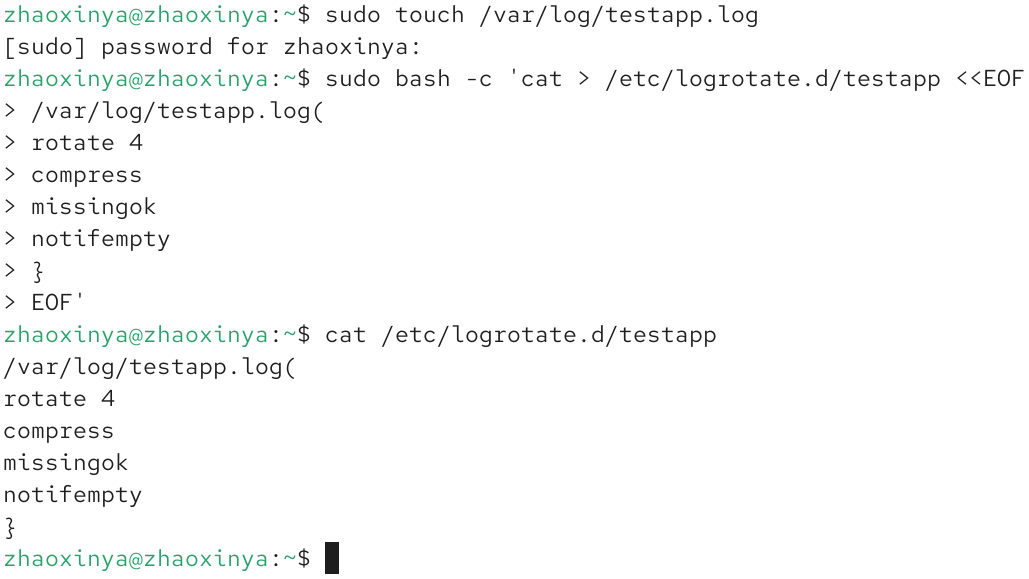 zhaoxinya@zhaoxinya:~$ sudo touch /var/log/testapp.log
[sudo] password for zhaoxinya:
zhaoxinya@zhaoxinya:~$ sudo bash -c 'cat > /etc/logrotate.d/testapp <<EOF
> /var/log/testapp.log(
> rotate 4
> compress
> missingok
> notifempty
> }
> EOF'
zhaoxinya@zhaoxinya:~$ cat /etc/logrotate.d/testapp
/var/log/testapp.log(
rotate 4
compress
missingok
notifempty
}
zhaoxinya@zhaoxinya:~$